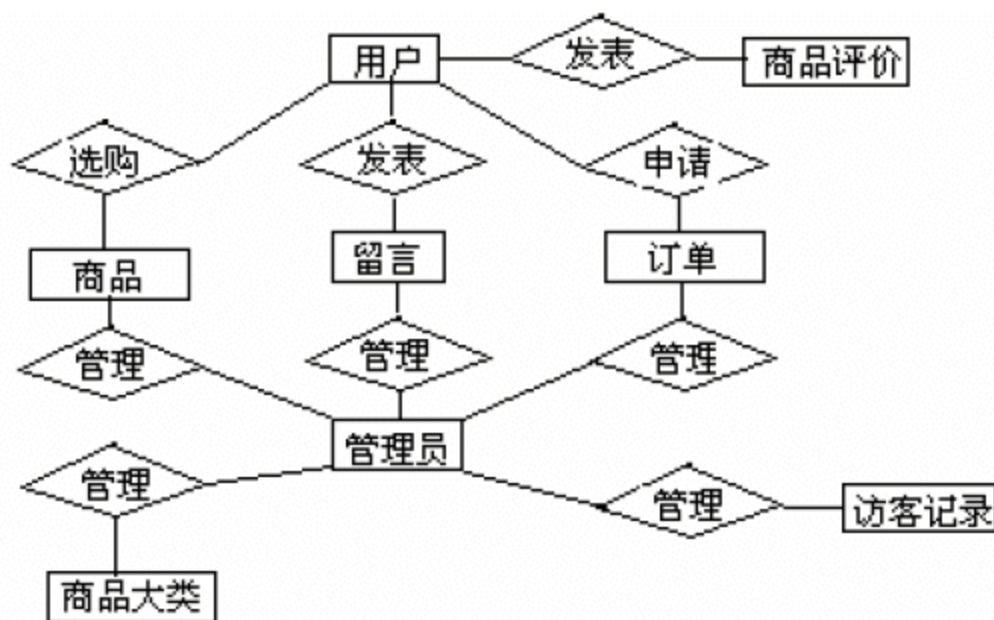 用户
发表
商品评价
选购
发表
申请
商品
留言
订单
管理
管理
管理
管理员
管理
管理
访客记录
商品大类